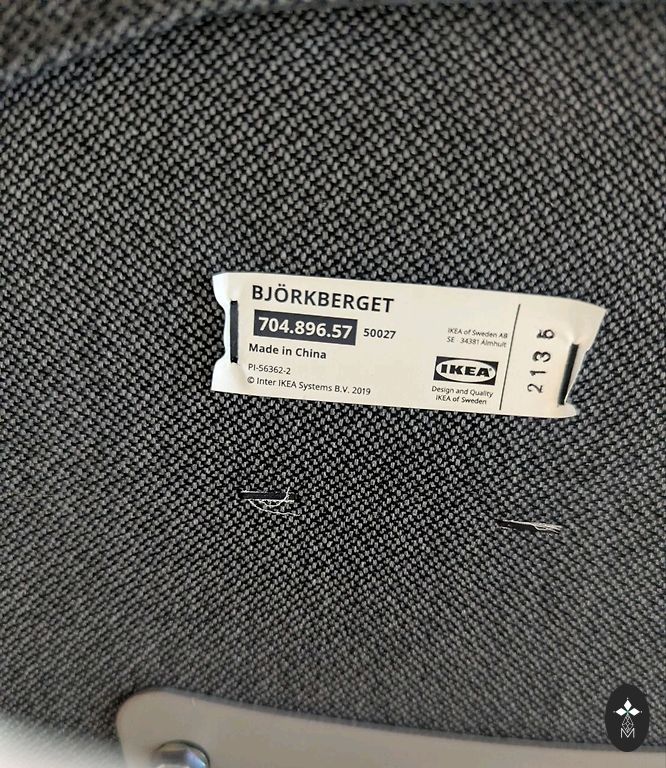 BJÖRKBERGET
704.896.57 50027
Made in China
PI-56362-2
© Inter IKEA Systems B.V. 2019
IKEA of Sweden AB
SE - 34381 Älmhult
IKEA
Design and Quality
IKEA of Sweden
2135
M